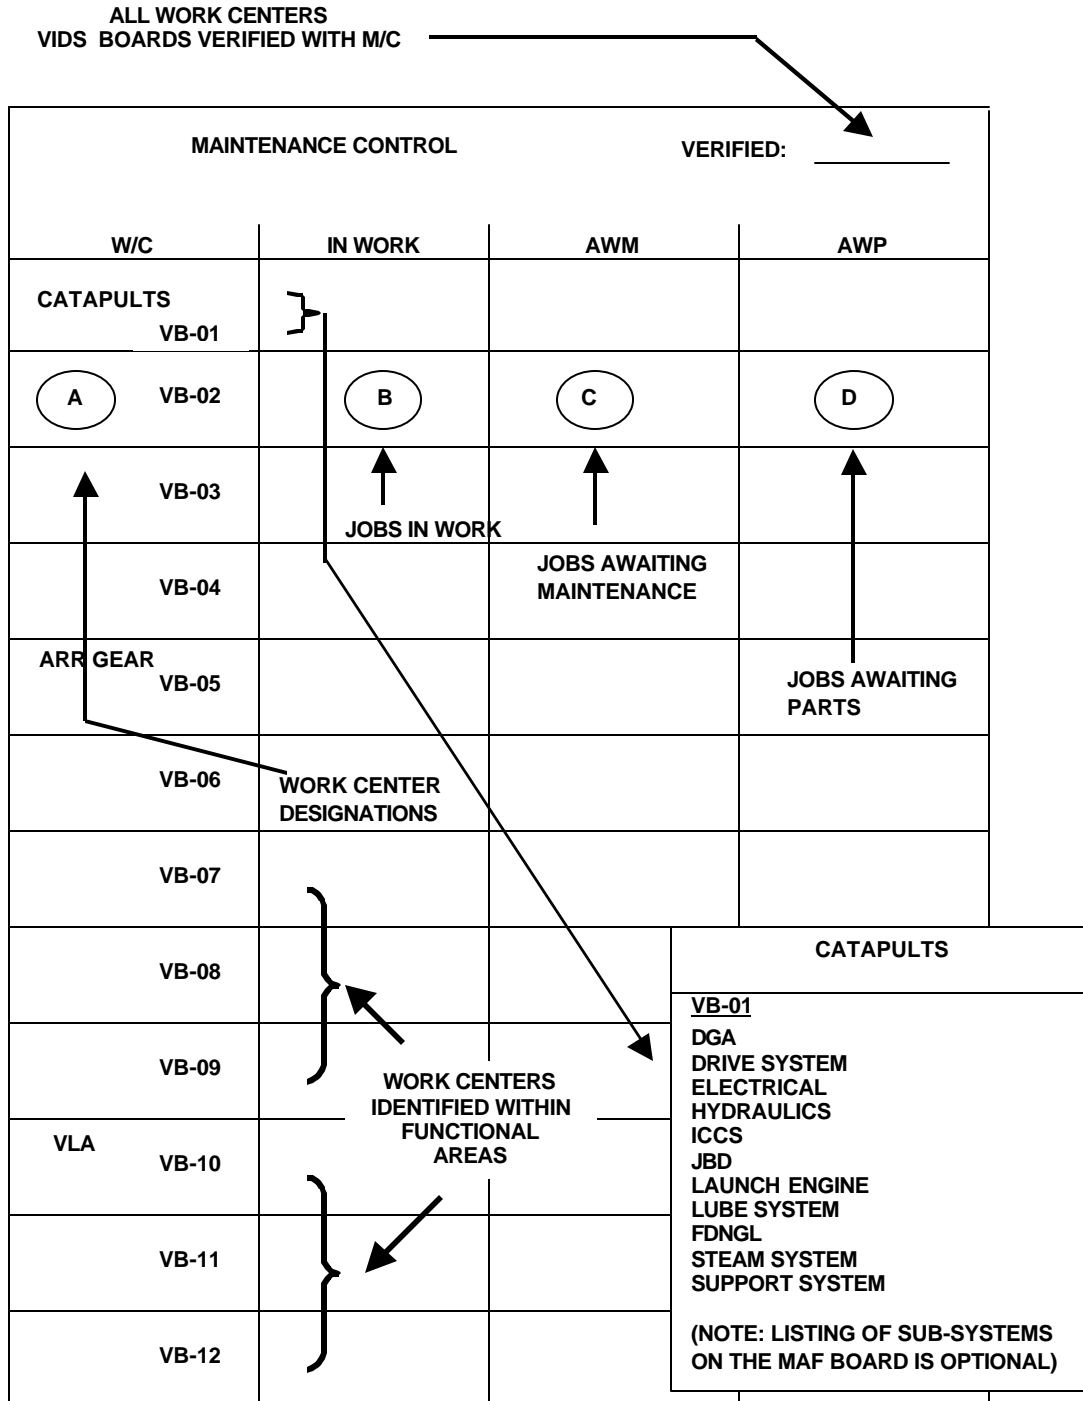 ALL WORK CENTERS
VIDS BOARDS VERIFIED WITH M/C
MAINTENANCE CONTROL
VERIFIED:
W/C
IN WORK
AWM
AWP
CATAPULTS
VB-01
A
VB-02
B
C
D
VB-03
JOBS IN WORK
JOBS AWAITING
MAINTENANCE
VB-04
ARR GEAR
VB-05
JOBS AWAITING
PARTS
VB-06
WORK CENTER
DESIGNATIONS
VB-07
VB-08
VB-09
WORK CENTERS
IDENTIFIED WITHIN
FUNCTIONAL
AREAS
VLA
VB-10
VB-11
VB-12
CATAPULTS
VB-01
DGA
DRIVE SYSTEM
ELECTRICAL
HYDRAULICS
ICCS
JBD
LAUNCH ENGINE
LUBE SYSTEM
FDNGL
STEAM SYSTEM
SUPPORT SYSTEM
(NOTE: LISTING OF SUB-SYSTEMS
ON THE MAF BOARD IS OPTIONAL)